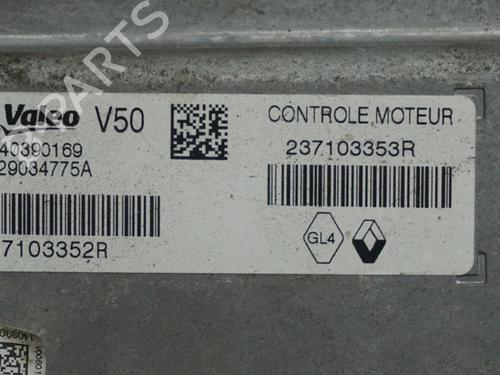 Valeo V50
40390169
29034775A
7103352R
CONTROLE MOTEUR
237103353R
GL4